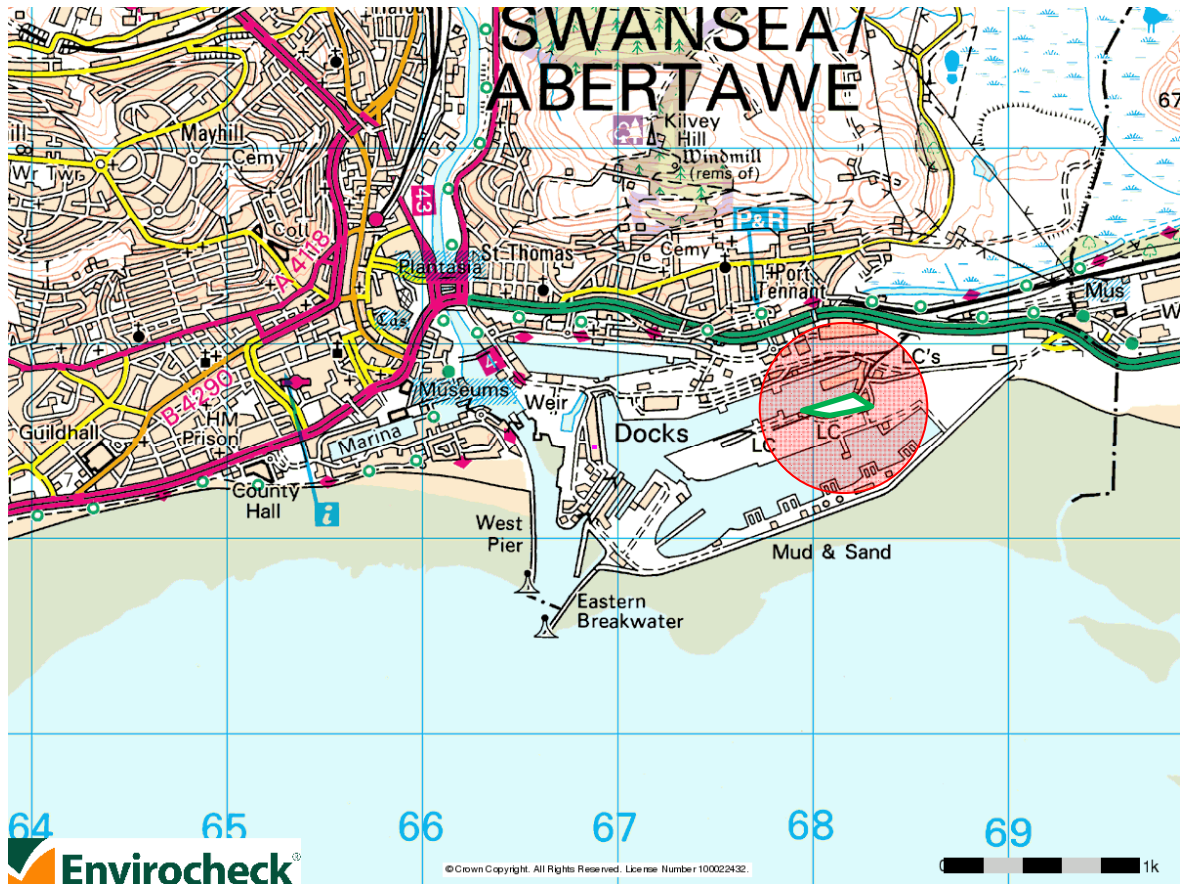 SWANSEA /
ABERTAWE
Mayhill
Cemy
Wr Twr
Coll
A 4118
43
Kilvey
Hill
Windmill
(rems of)
P&R
Plantasia
St Thomas
Cemy
Port
Tennant
Mus
67
W
B 4290
HM
Prison
Guildhall
Museums
4
Weir
Marina
Docks
LC
LC
C's
County
Hall
i
West
Pier
Mud & Sand
Eastern
Breakwater
64
65
66
67
68
69
Envirocheck®
© Crown Copyright. All Rights Reserved. License Number 100022432.
0
1k